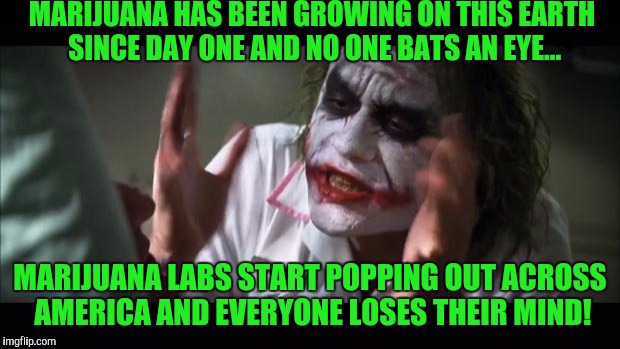 MARIJUANA HAS BEEN GROWING ON THIS EARTH
SINCE DAY ONE AND NO ONE BATS AN EYE...
MARIJUANA LABS START POPPING OUT ACROSS
AMERICA AND EVERYONE LOSES THEIR MIND!
imgflip.com